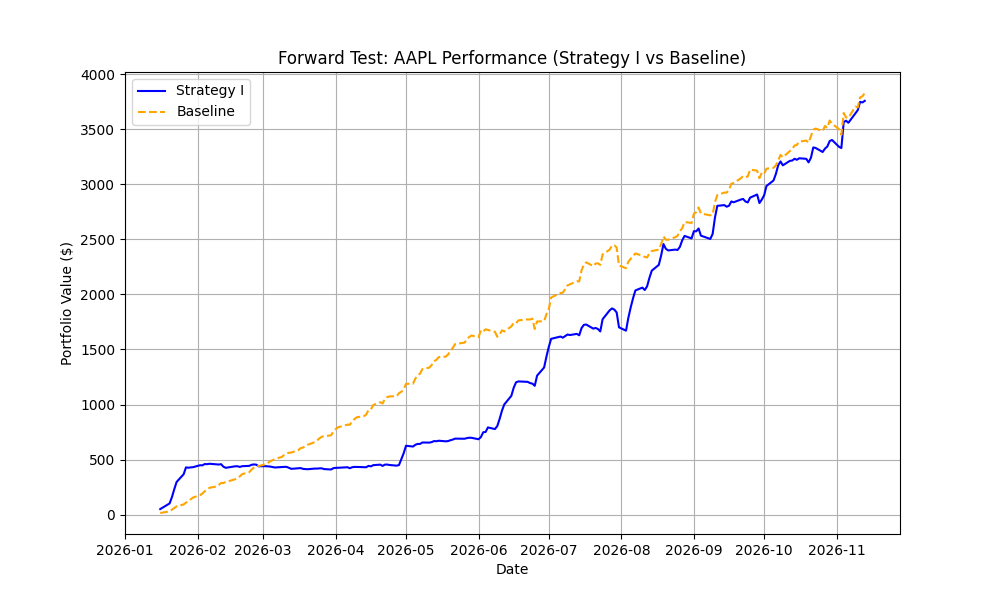 Forward Test: AAPL Performance (Strategy I vs Baseline)
Strategy I
Baseline
Portfolio Value ($)
4000
3500
3000
2500
2000
1500
1000
500
0
2026-01 2026-02 2026-03 2026-04 2026-05 2026-06 2026-07 2026-08 2026-09 2026-10 2026-11
Date